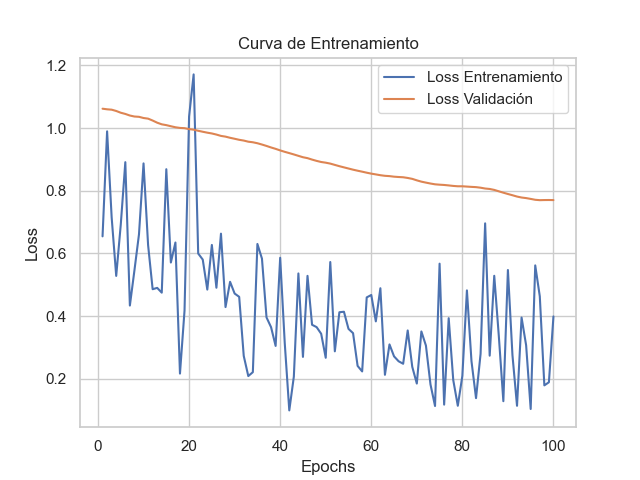 Curva de Entrenamiento
Loss Entrenamiento
Loss Validación
1.2
1.0
0.8
0.6
0.4
0.2
Loss
0
20
40
60
80
100
Epochs